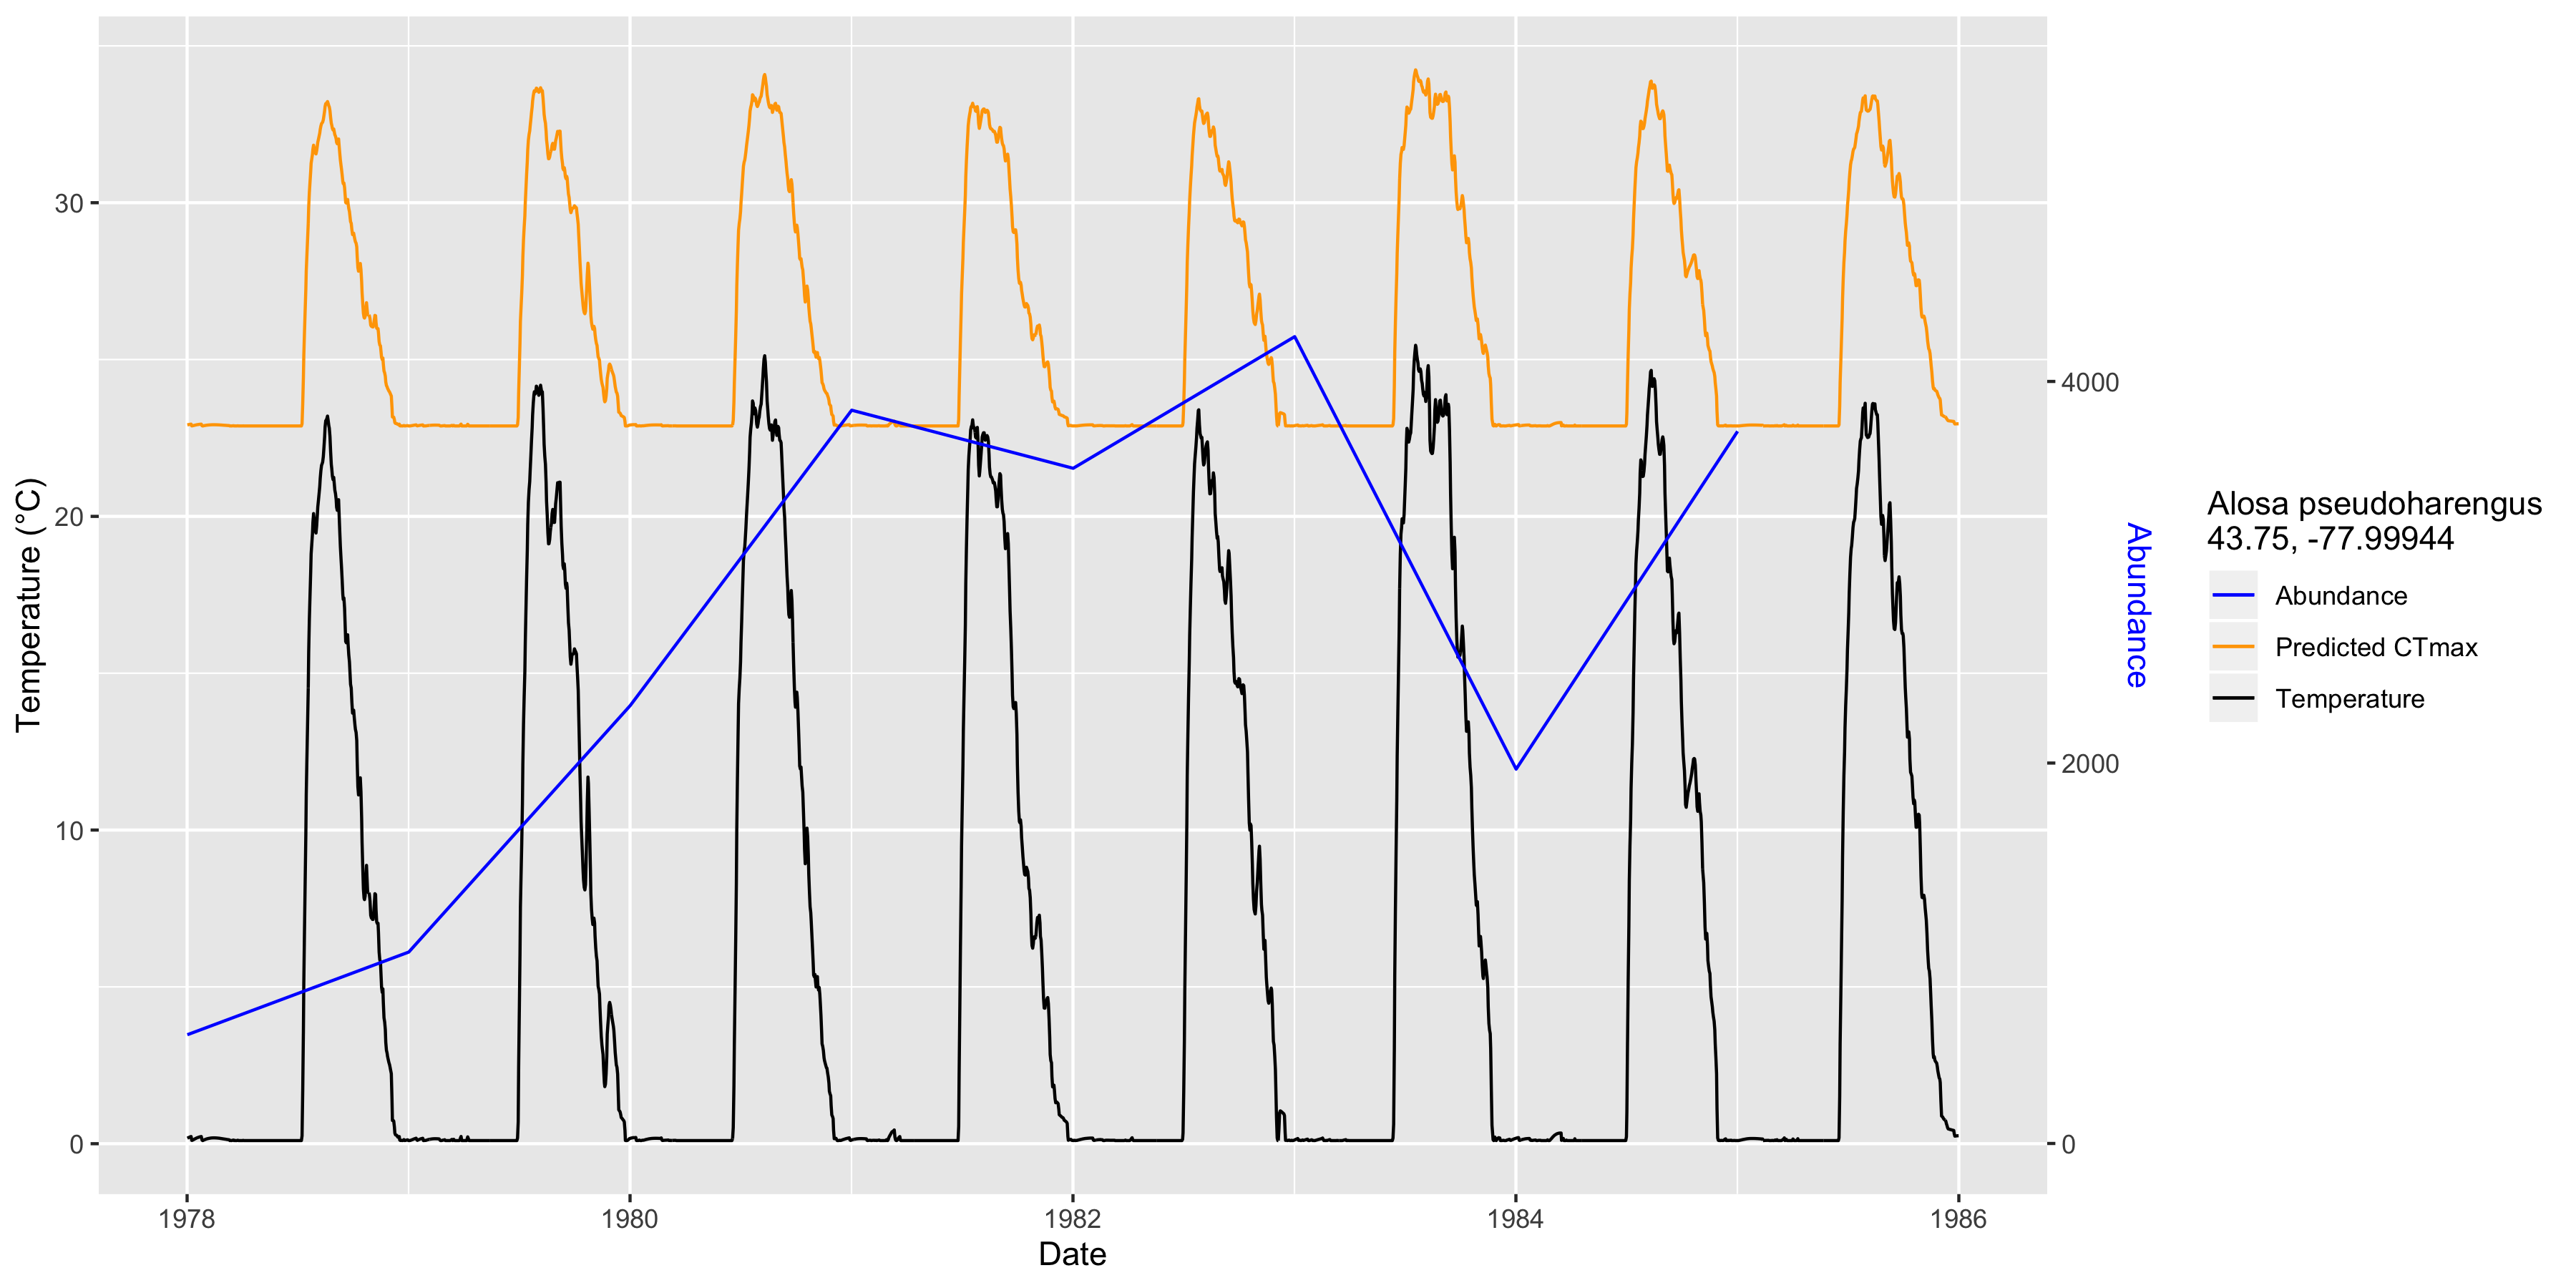 30
20
10
0
Temperature (°C)
1978
1980
1982
1984
1986
Date
4000
2000
0
Abundance
Alosa pseudoharengus
43.75, -77.99944
Abundance
Predicted CTmax
Temperature